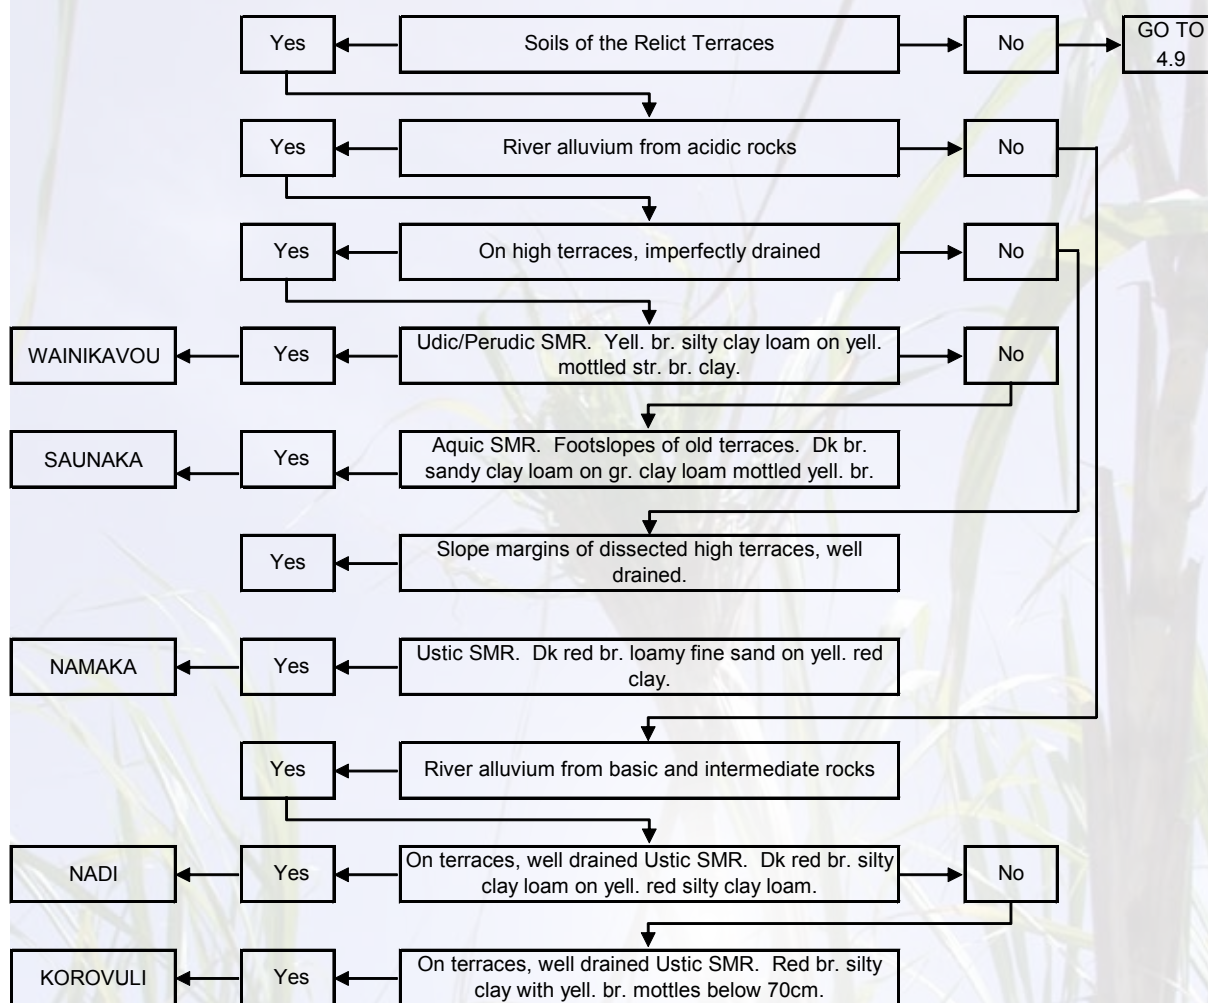 Yes
Soils of the Relict Terraces
No
GO TO
4.9
Yes
River alluvium from acidic rocks
No
Yes
On high terraces, imperfectly drained
No
WAINIKAVOU
Yes
Udic/Perudic SMR. Yell. br. silty clay loam on yell.
mottled str. br. clay.
No
SAUNAKA
Yes
Aquic SMR. Footslopes of old terraces. Dk br.
sandy clay loam on gr. clay loam mottled yell. br.
Yes
Slope margins of dissected high terraces, well
drained.
NAMAKA
Yes
Ustic SMR. Dk red br. loamy fine sand on yell. red
clay.
Yes
River alluvium from basic and intermediate rocks
NADI
Yes
On terraces, well drained Ustic SMR. Dk red br. silty
clay loam on yell. red silty clay loam.
No
KOROVULI
Yes
On terraces, well drained Ustic SMR. Red br. silty
clay with yell. br. mottles below 70cm.